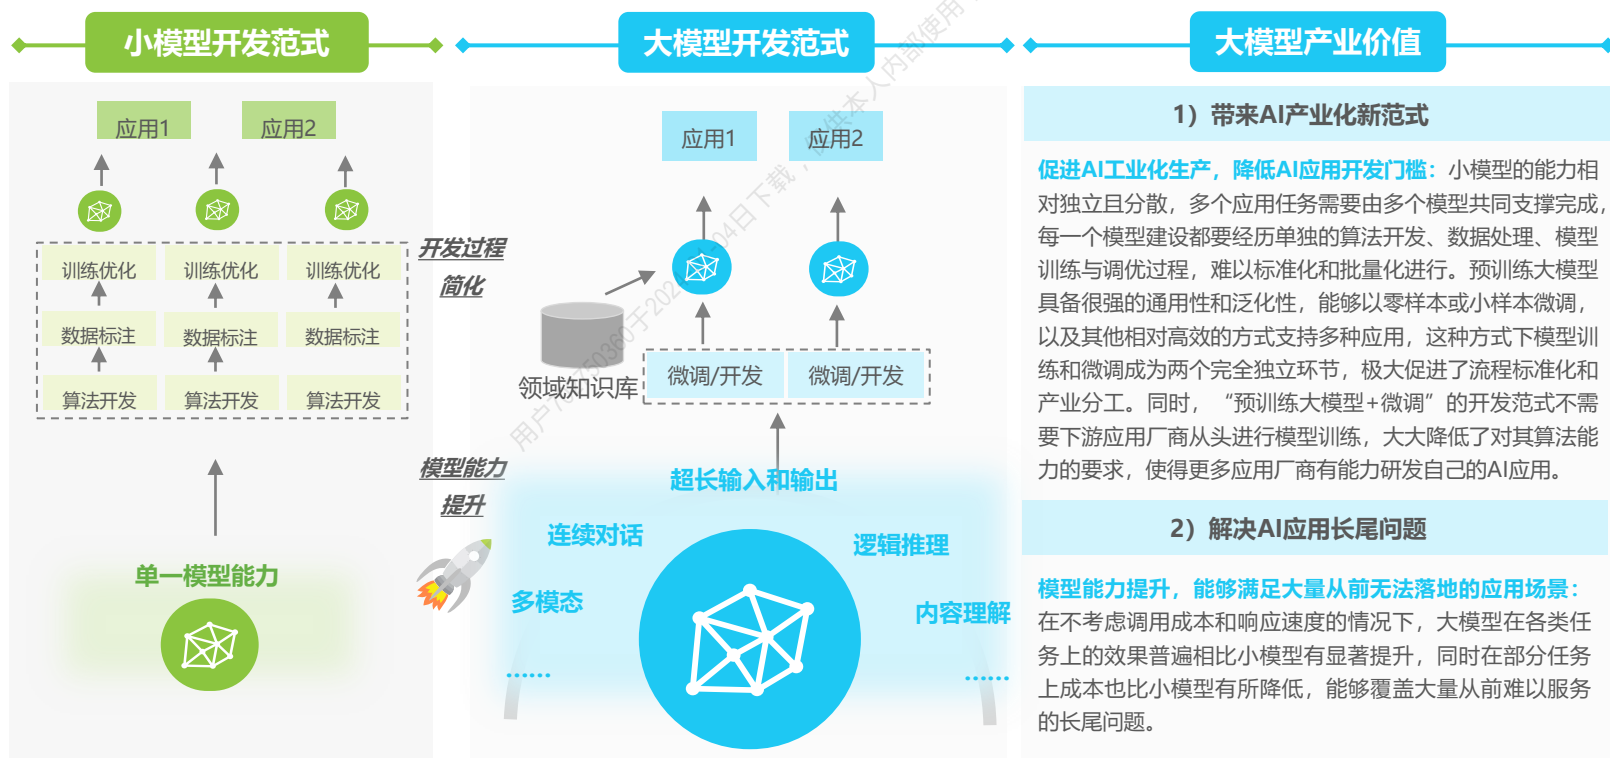 小模型开发范式
应用1
应用2
训练优化
训练优化
训练优化
数据标注
数据标注
数据标注
算法开发
算法开发
算法开发
单一模型能力
开发过程
简化
模型能力
提升
大模型开发范式
应用1
应用2
领域知识库
微调/开发
微调/开发
超长输入和输出
连续对话
逻辑推理
多模态
内容理解
......
......
大模型产业价值
1）带来AI产业化新范式
促进AI工业化生产，降低AI应用开发门槛：小模型的能力相
对独立且分散，多个应用任务需要由多个模型共同支撑完成，
每一个模型建设都要经历单独的算法开发、数据处理、模型
训练与调优过程，难以标准化和批量化进行。预训练大模型
具备很强的通用性和泛化性，能够以零样本或小样本微调，
以及其他相对高效的方式支持多种应用，这种方式下模型训
练和微调成为两个完全独立环节，极大促进了流程标准化和
产业分工。同时，“预训练大模型+微调”的开发范式不需
要下游应用厂商从头进行模型训练，大大降低了对其算法能
力的要求，使得更多应用厂商有能力研发自己的AI应用。
2）解决AI应用长尾问题
模型能力提升，能够满足大量从前无法落地的应用场景：
在不考虑调用成本和响应速度的情况下，大模型在各类任
务上的效果普遍相比小模型有显著提升，同时在部分任务
上成本也比小模型有所降低，能够覆盖大量从前难以服务
的长尾问题。